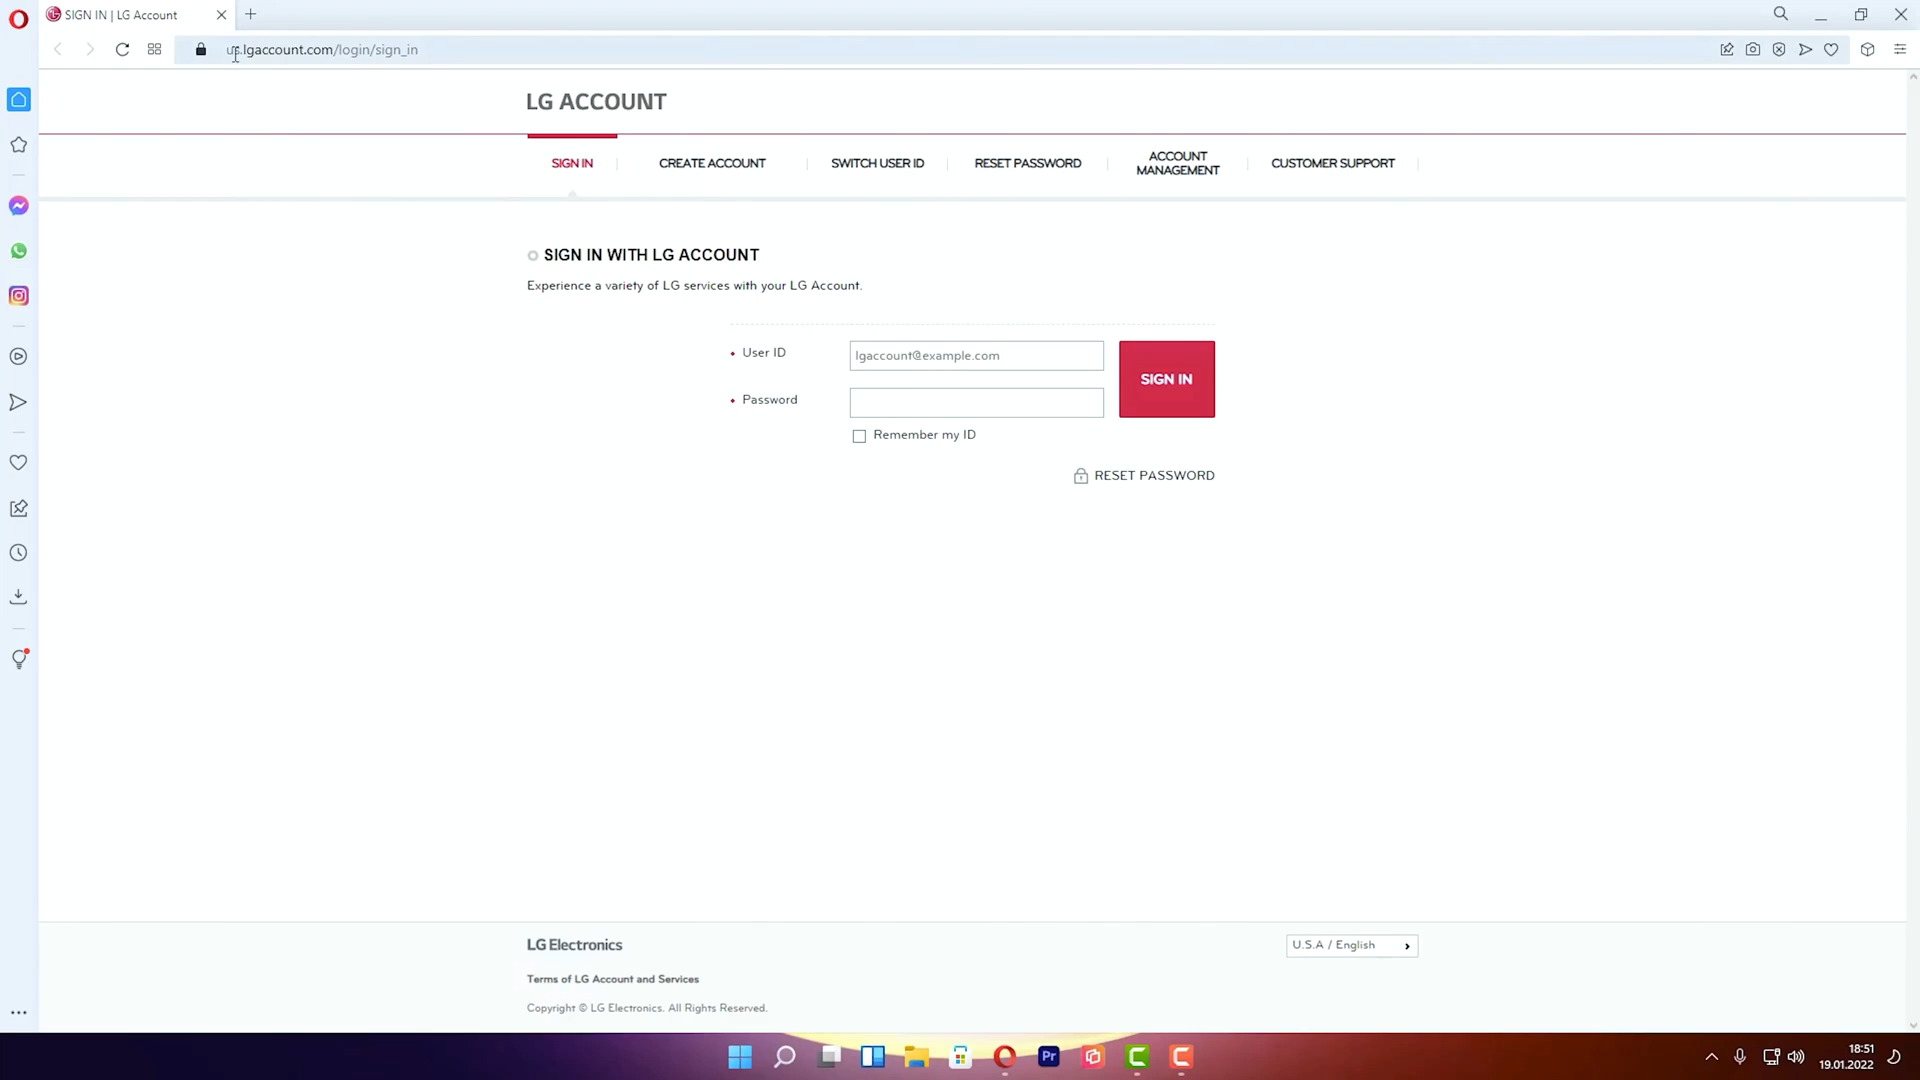 SIGN IN | LG Account
us.lgaccount.com/login/sign_in
LG ACCOUNT
SIGN IN
CREATE ACCOUNT
SWITCH USER ID
RESET PASSWORD
ACCOUNT
MANAGEMENT
CUSTOMER SUPPORT
SIGN IN WITH LG ACCOUNT
Experience a variety of LG services with your LG Account.
User ID
lgaccount@example.com
SIGN IN
Password
Remember my ID
RESET PASSWORD
LG Electronics
U.S.A / English
Terms of LG Account and Services
Copyright © LG Electronics. All Rights Reserved.
Pr
18:51
19.01.2022